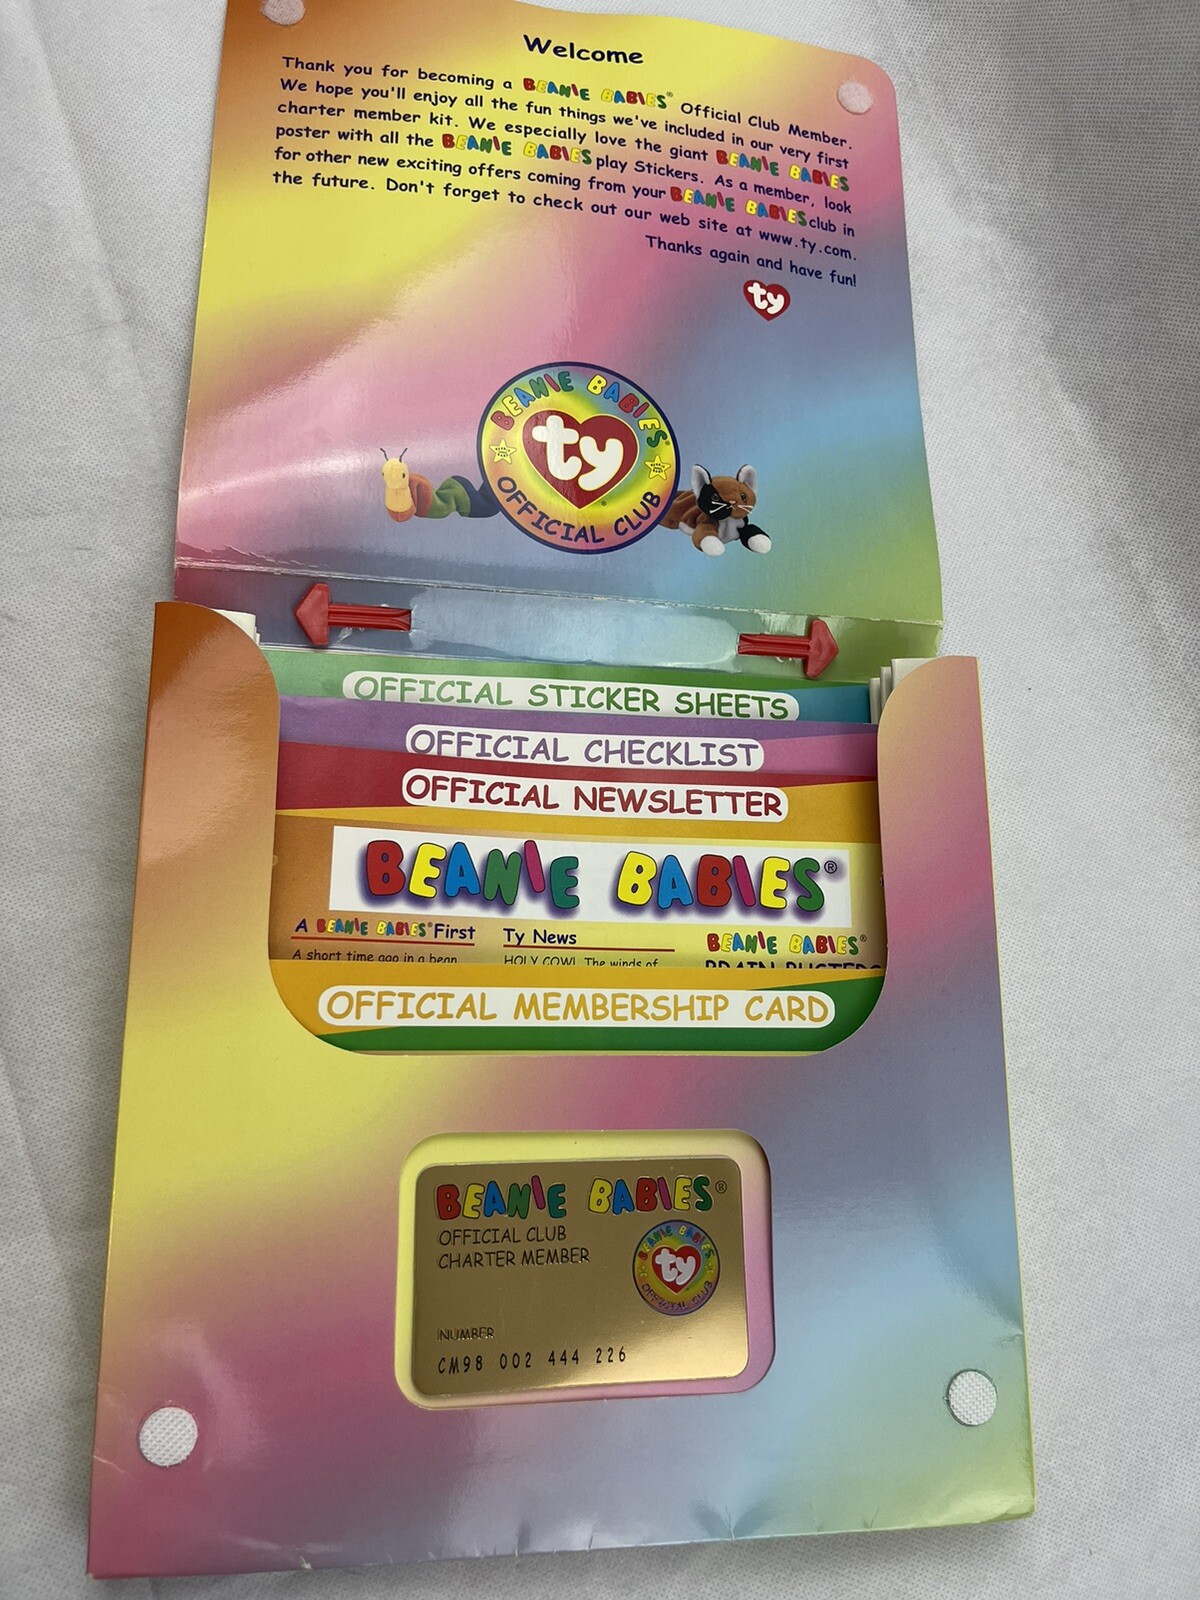 Welcome
Thank you for becoming a BEANIE BABIES® Official Club Member.
We hope you'll enjoy all the fun things we've included in our very first
charter member kit. We especially love the giant BEANIE BABIES
poster with all the BEANIE BABIES play Stickers. As a member, look
for other new exciting offers coming from your BEANIE BABIES club in
the future. Don't forget to check out our web site at www.ty.com.
Thanks again and have fun!
ty
BEANIE BABIES®
ty
OFFICIAL CLUB
OFFICIAL STICKER SHEETS
OFFICIAL CHECKLIST
OFFICIAL NEWSLETTER
BEANIE BABIES®
A BEANIE BABIES® First
Ty News
BEANIE BABIES®
A short time ago in a bean
HOLY COW! The winds of
BRAIN BUSTERS
OFFICIAL MEMBERSHIP CARD
BEANIE BABIES®
OFFICIAL CLUB
CHARTER MEMBER
BEANIE BABIES
ty
OFFICIAL CLUB
NUMBER
CM98 002 444 226